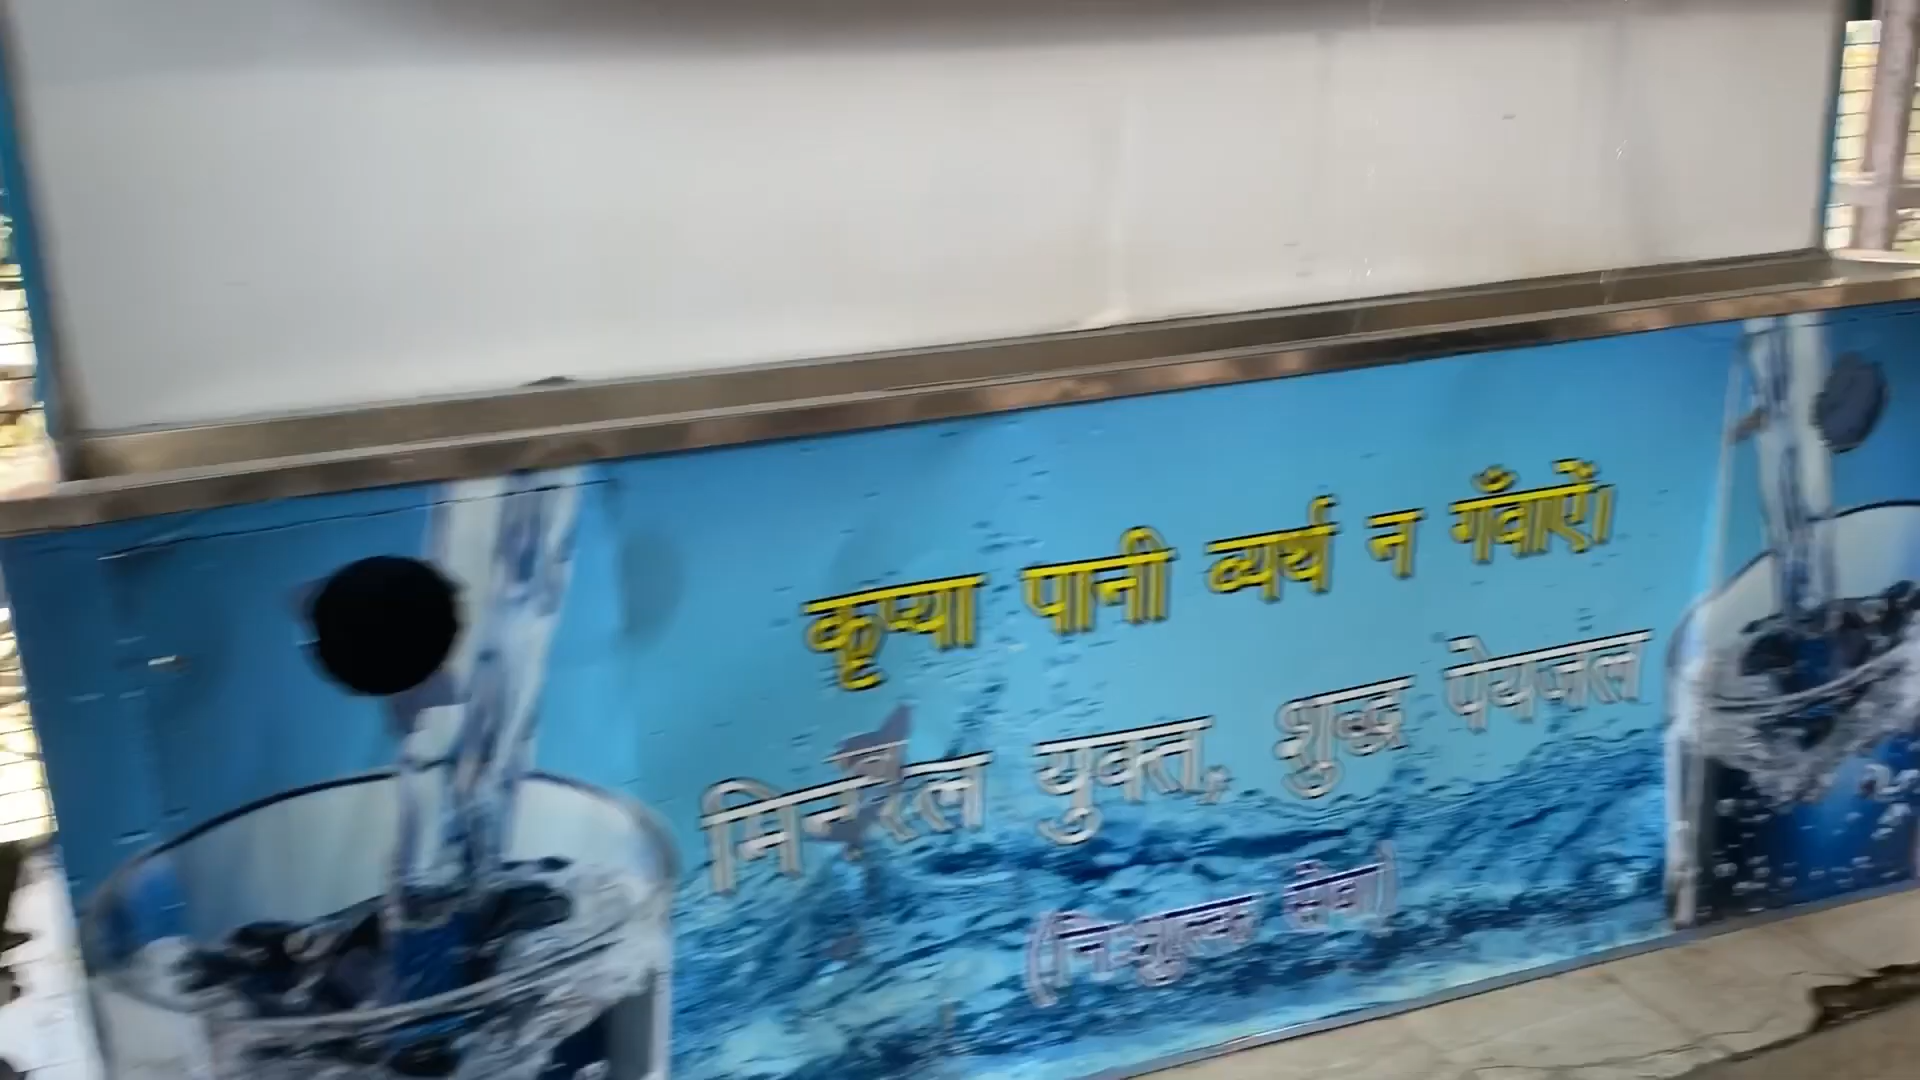 कृप्या पानी व्यर्थ न गँवाऐं।
मिनरल युक्त, शुद्ध पेयजल
(नि:शुल्क सेवा)